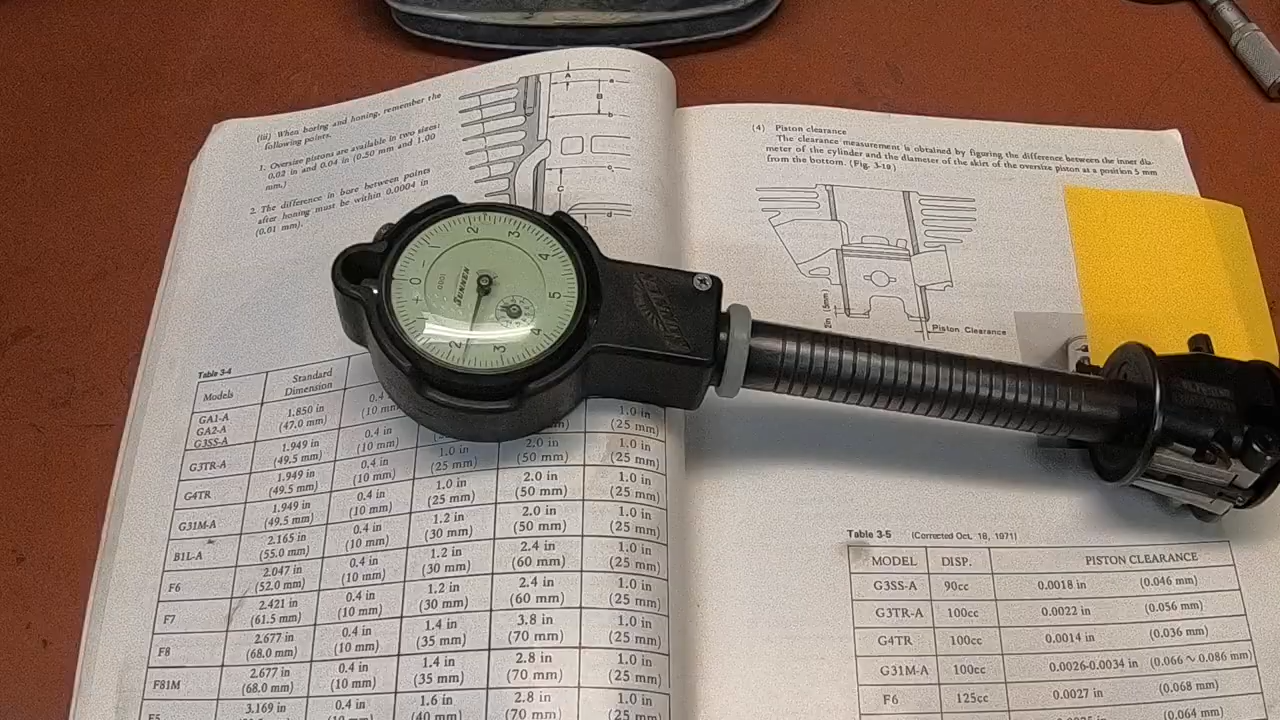 (iii) When boring and honing, remember the
following points.
1. Oversize pistons are available in two sizes:
0.02 in and 0.04 in (0.50 mm and 1.00
mm.)
2. The difference in bore between points
after honing must be within 0.0004 in
(0.01 mm).
A
a
B
b
C
d
(4) Piston clearance
The clearance measurement is obtained by figuring the difference between the inner dia-
meter of the cylinder and the diameter of the skirt of the oversize piston at a position 5 mm
from the bottom. (Fig. 3-19)
Piston Clearance
.0001
SUNNEN
0 1 2 3 4 5 4 3 2
+
-
Table 3-4
Models Standard
Dimension
GA1-A
GA2-A
G3SS-A 1.850 in
(47.0 mm) (10 mm 1.0 in
(25 mm)
G3TR-A 1.949 in
(49.5 mm) 0.4 in
(10 mm) 1.0 in
(25 mm) 2.0 in
(50 mm) 1.0 in
(25 mm)
G4TR 1.949 in
(49.5 mm) 0.4 in
(10 mm) 1.0 in
(25 mm) 2.0 in
(50 mm) 1.0 in
(25 mm)
G31M-A 1.949 in
(49.5 mm) 0.4 in
(10 mm) 1.2 in
(30 mm) 2.0 in
(50 mm) 1.0 in
(25 mm)
B1L-A 2.165 in
(55.0 mm) 0.4 in
(10 mm) 1.2 in
(30 mm) 2.4 in
(60 mm) 1.0 in
(25 mm)
F6 2.047 in
(52.0 mm) 0.4 in
(10 mm) 1.2 in
(30 mm) 2.4 in
(60 mm) 1.0 in
(25 mm)
F7 2.421 in
(61.5 mm) 0.4 in
(10 mm) 1.4 in
(35 mm) 3.8 in
(70 mm) 1.0 in
(25 mm)
F8 2.677 in
(68.0 mm) 0.4 in
(10 mm) 1.4 in
(35 mm) 2.8 in
(70 mm) 1.0 in
(25 mm)
F81M 2.677 in
(68.0 mm) 0.4 in
(10 mm) 1.6 in
(40 mm) 2.8 in
(70 mm) 1.0 in
(25 mm)
F5 3.169 in
Table 3-5 (Corrected Oct. 18, 1971)
MODEL DISP. PISTON CLEARANCE
G3SS-A 90cc 0.0018 in (0.046 mm)
G3TR-A 100cc 0.0022 in (0.056 mm)
G4TR 100cc 0.0014 in (0.036 mm)
G31M-A 100cc 0.0026-0.0034 in (0.066 ~ 0.086 mm)
F6 125cc 0.0027 in (0.068 mm)
(0.064 mm)